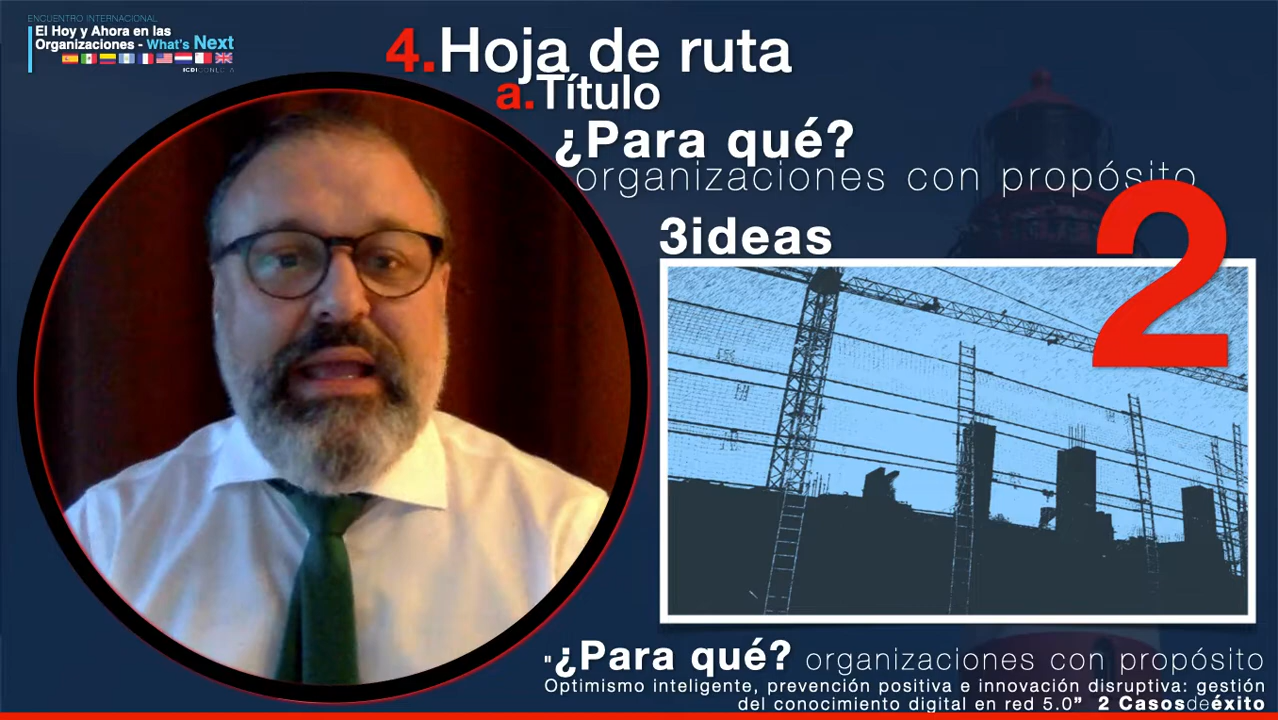 ENCUENTRO INTERNACIONAL
El Hoy y Ahora en las
Organizaciones - What's Next
4.Hoja de ruta
a.Título
¿Para qué?
organizaciones con propósito
3ideas
2
"¿Para qué? organizaciones con propósito
Optimismo inteligente, prevención positiva e innovación disruptiva: gestión
del conocimiento digital en red 5.0” 2 Casosdeéxito